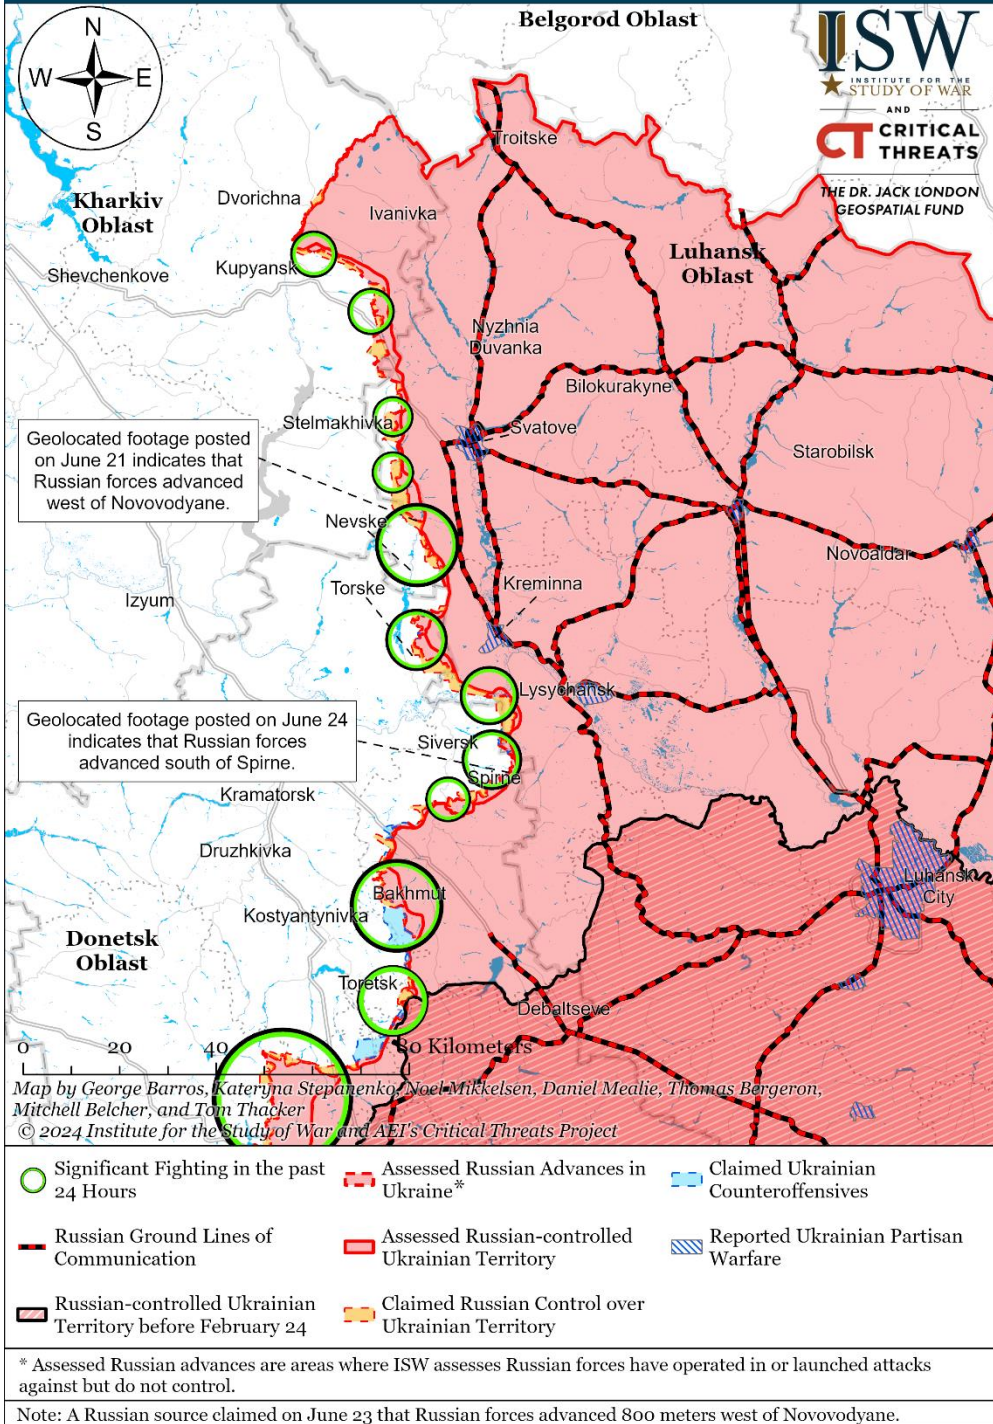 Belgorod Oblast
ISW
INSTITUTE FOR THE
STUDY OF WAR
AND
CT CRITICAL
THREATS
THE DR. JACK LONDON
GEOSPATIAL FUND
N
W E
S
Troitske
Dvorichna
Kharkiv
Oblast
Ivanivka
Luhansk
Oblast
Kupyansk
Shevchenkove
Nyzhnia
Duvanka
Bilokurakyne
Stelmakhivka
Svatove
Starobilsk
Geolocated footage posted
on June 21 indicates that
Russian forces advanced
west of Novovodyane.
Nevske
Novoaidar
Torske
Kreminna
Izyum
Lysychansk
Geolocated footage posted on June 24
indicates that Russian forces
advanced south of Spirne.
Siversk
Spirne
Kramatorsk
Druzhkivka
Bakhmut
Luhansk
City
Kostyantynivka
Donetsk
Oblast
Toretsk
Debaltseve
0 20 40 80 Kilometers
Map by George Barros, Kateryna Stepanenko, Noel Mikkelsen, Daniel Mealie, Thomas Bergeron,
Mitchell Belcher, and Tom Thacker
© 2024 Institute for the Study of War and AEI's Critical Threats Project
Significant Fighting in the past
24 Hours
Assessed Russian Advances in
Ukraine*
Claimed Ukrainian
Counteroffensives
Russian Ground Lines of
Communication
Assessed Russian-controlled
Ukrainian Territory
Reported Ukrainian Partisan
Warfare
Russian-controlled Ukrainian
Territory before February 24
Claimed Russian Control over
Ukrainian Territory
* Assessed Russian advances are areas where ISW assesses Russian forces have operated in or launched attacks
against but do not control.
Note: A Russian source claimed on June 23 that Russian forces advanced 800 meters west of Novovodyane.